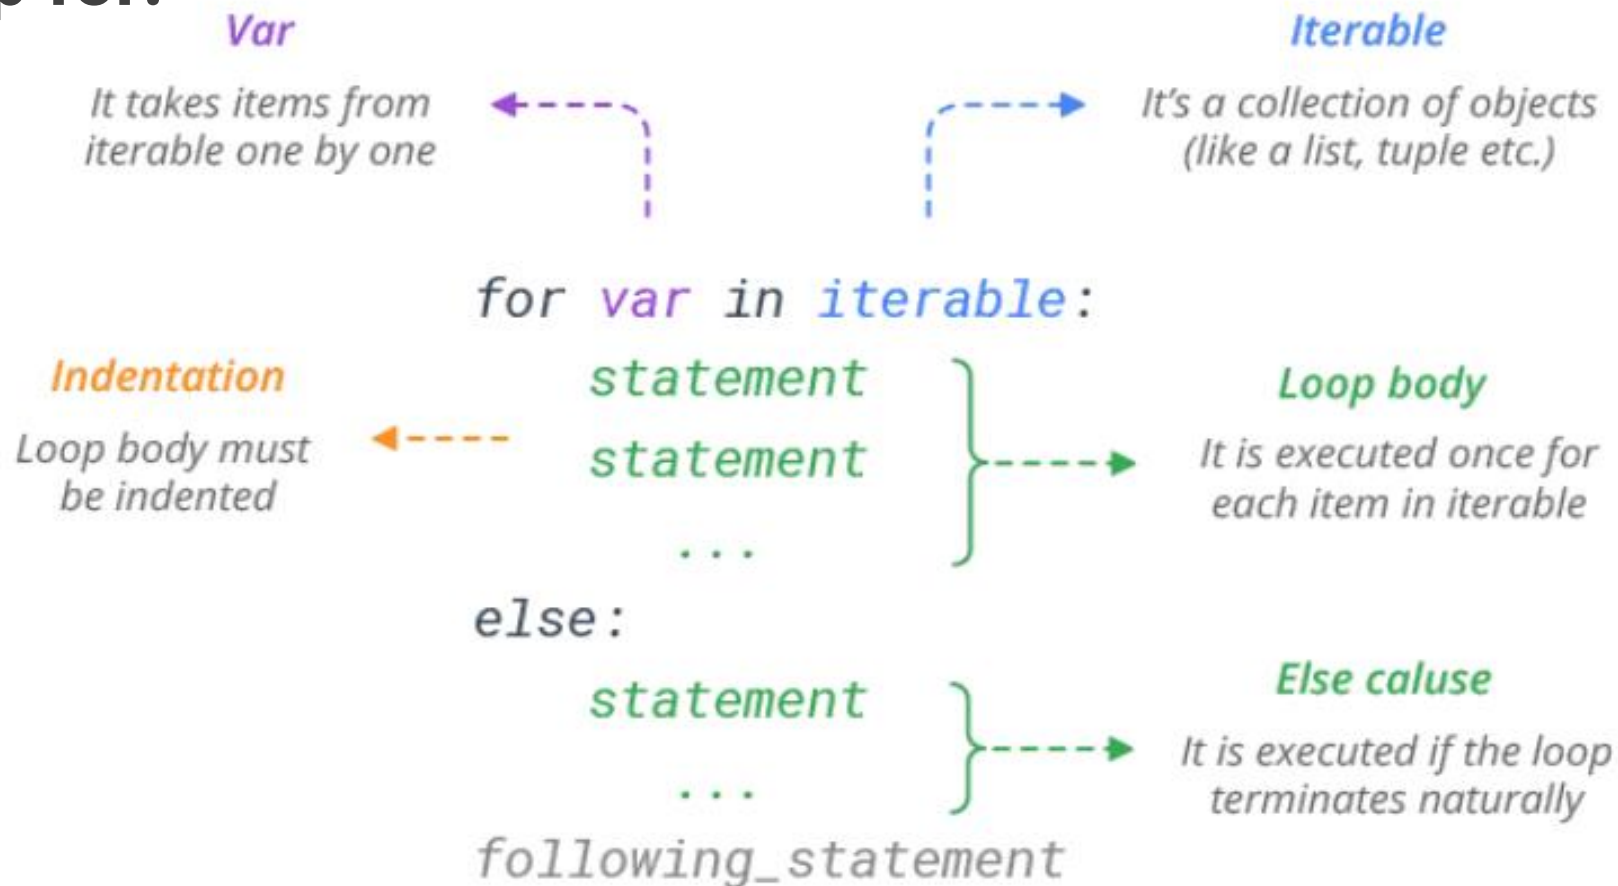 for.
Var
It takes items from
iterable one by one
Iterable
It's a collection of objects
(like a list, tuple etc.)
for var in iterable:
Indentation
Loop body must
be indented
statement
statement
...
Loop body
It is executed once for
each item in iterable
else:
statement
...
Else caluse
It is executed if the loop
terminates naturally
following_statement